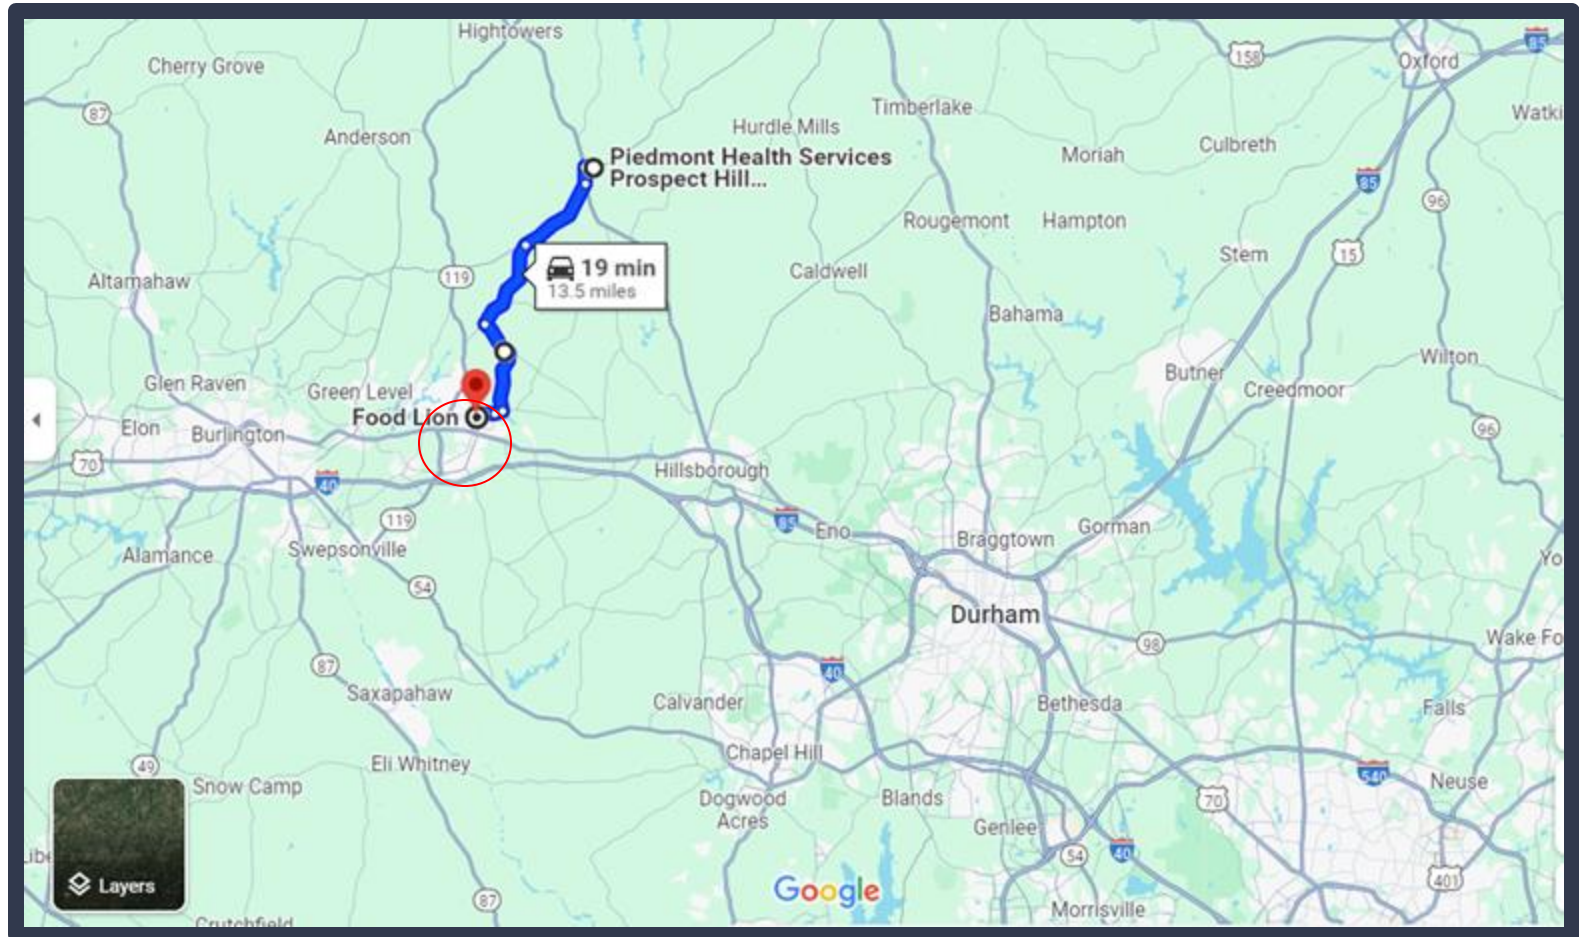 Hightowers
85
158
Oxford
Cherry Grove
87
Timberlake
Watki
Hurdle Mills
Anderson
Culbreth
Moriah
Piedmont Health Services
Prospect Hill...
85
96
Rougemont
Hampton
Stem
15
119
19 min
13.5 miles
Caldwell
Altamahaw
Bahama
Wilton
Butner
Creedmoor
Glen Raven
Green Level
Food Lion
Elon
Burlington
96
70
Hillsborough
40
119
85
Eno
Braggtown
Gorman
Alamance
Swepsonville
Yo
54
Durham
98
Wake Fo
87
40
Saxapahaw
Calvander
Bethesda
Falls
Chapel Hill
49
Eli Whitney
540
Neuse
Snow Camp
Dogwood
Acres
Blands
70
Genlee
54
40
Libe
Layers
401
Google
87
Morrisville
Crutchfield